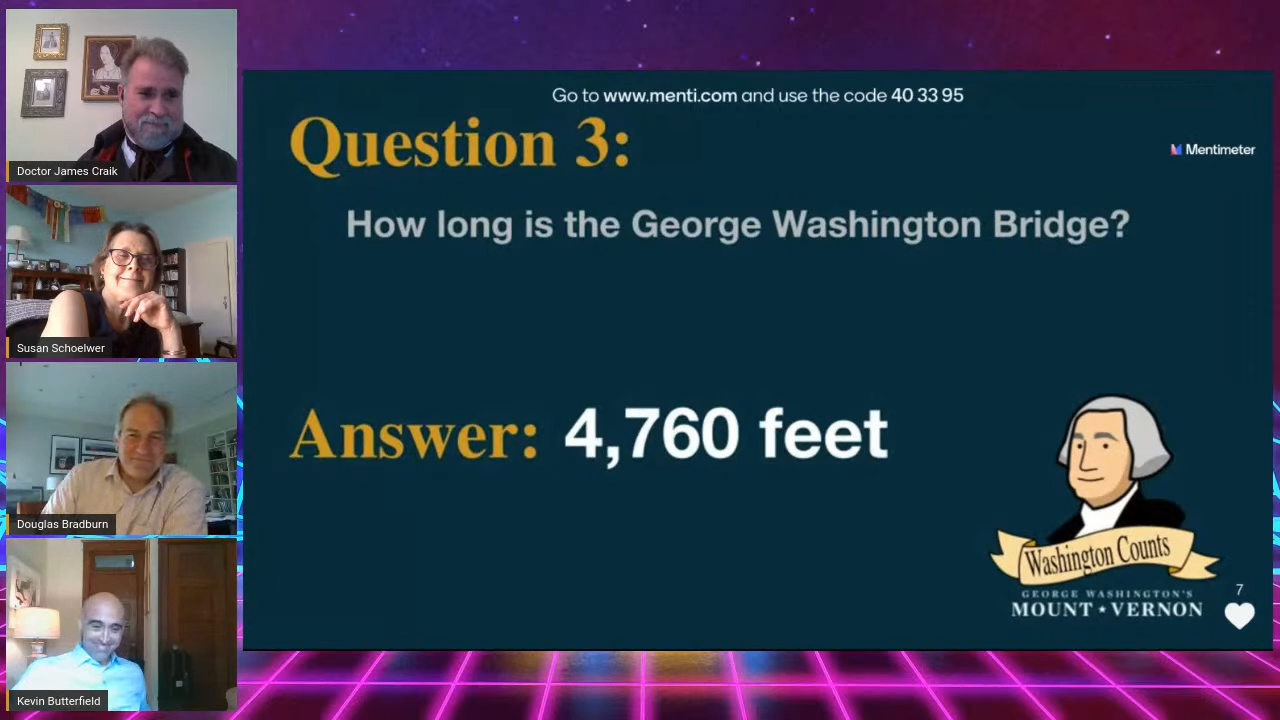 Doctor James Craik
Susan Schoelwer
Douglas Bradburn
Kevin Butterfield
Go to www.menti.com and use the code 40 33 95
Question 3:
Mentimeter
How long is the George Washington Bridge?
Answer: 4,760 feet
Washington Counts
GEORGE WASHINGTON'S
MOUNT★VERNON
7